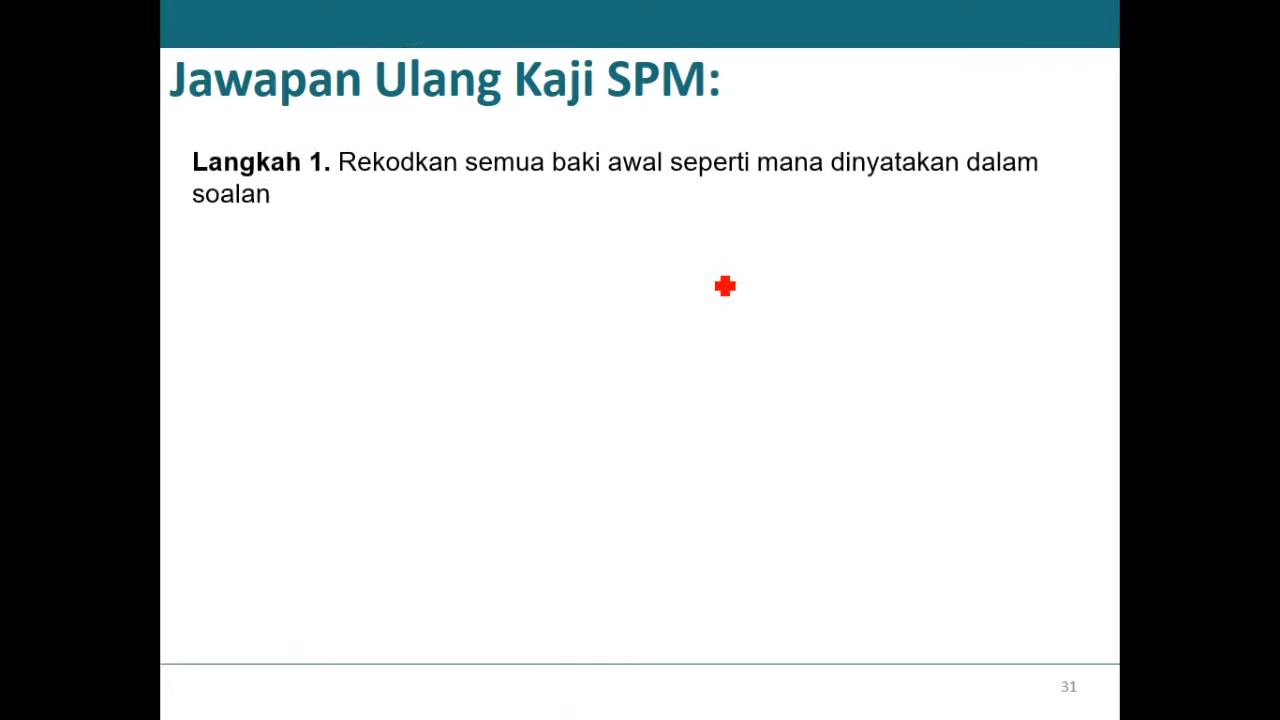 Jawapan Ulang Kaji SPM:
Langkah 1. Rekodkan semua baki awal seperti mana dinyatakan dalam
soalan
31